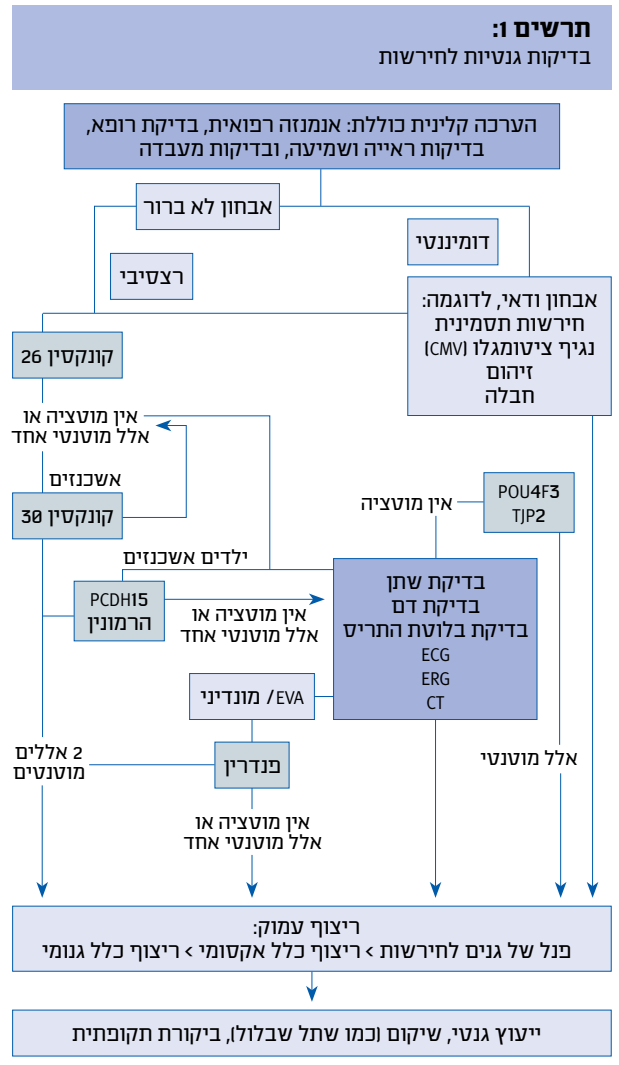 תרשים 1:
בדיקות גנטיות לחירשות
הערכה קלינית כוללת: אנמנזה רפואית, בדיקת רופא,
בדיקות ראייה ושמיעה, ובדיקות מעבדה
אבחון לא ברור
דומיננטי
רצסיבי
אבחון ודאי, לדוגמה:
חירשות תסמינית
נגיף ציטומגלו (CMV)
זיהום
חבלה
קונקסין 26
אין מוטציה או
אלל מוטנטי אחד
אשכנזים
קונקסין 30
POU4F3
TJP2
אין מוטציה
ילדים אשכנזים
PCDH15
הרמונין
אין מוטציה או
אלל מוטנטי אחד
בדיקת שתן
בדיקת דם
בדיקת בלוטת התריס
ECG
ERG
CT
EVA/ מונדיני
פנדרין
2 אללים
מוטנטים
אלל מוטנטי
אין מוטציה או
אלל מוטנטי אחד
ריצוף עמוק:
פנל של גנים לחירשות > ריצוף כלל אקסומי > ריצוף כלל גנומי
ייעוץ גנטי, שיקום (כמו שתל שבלול), ביקורת תקופתית